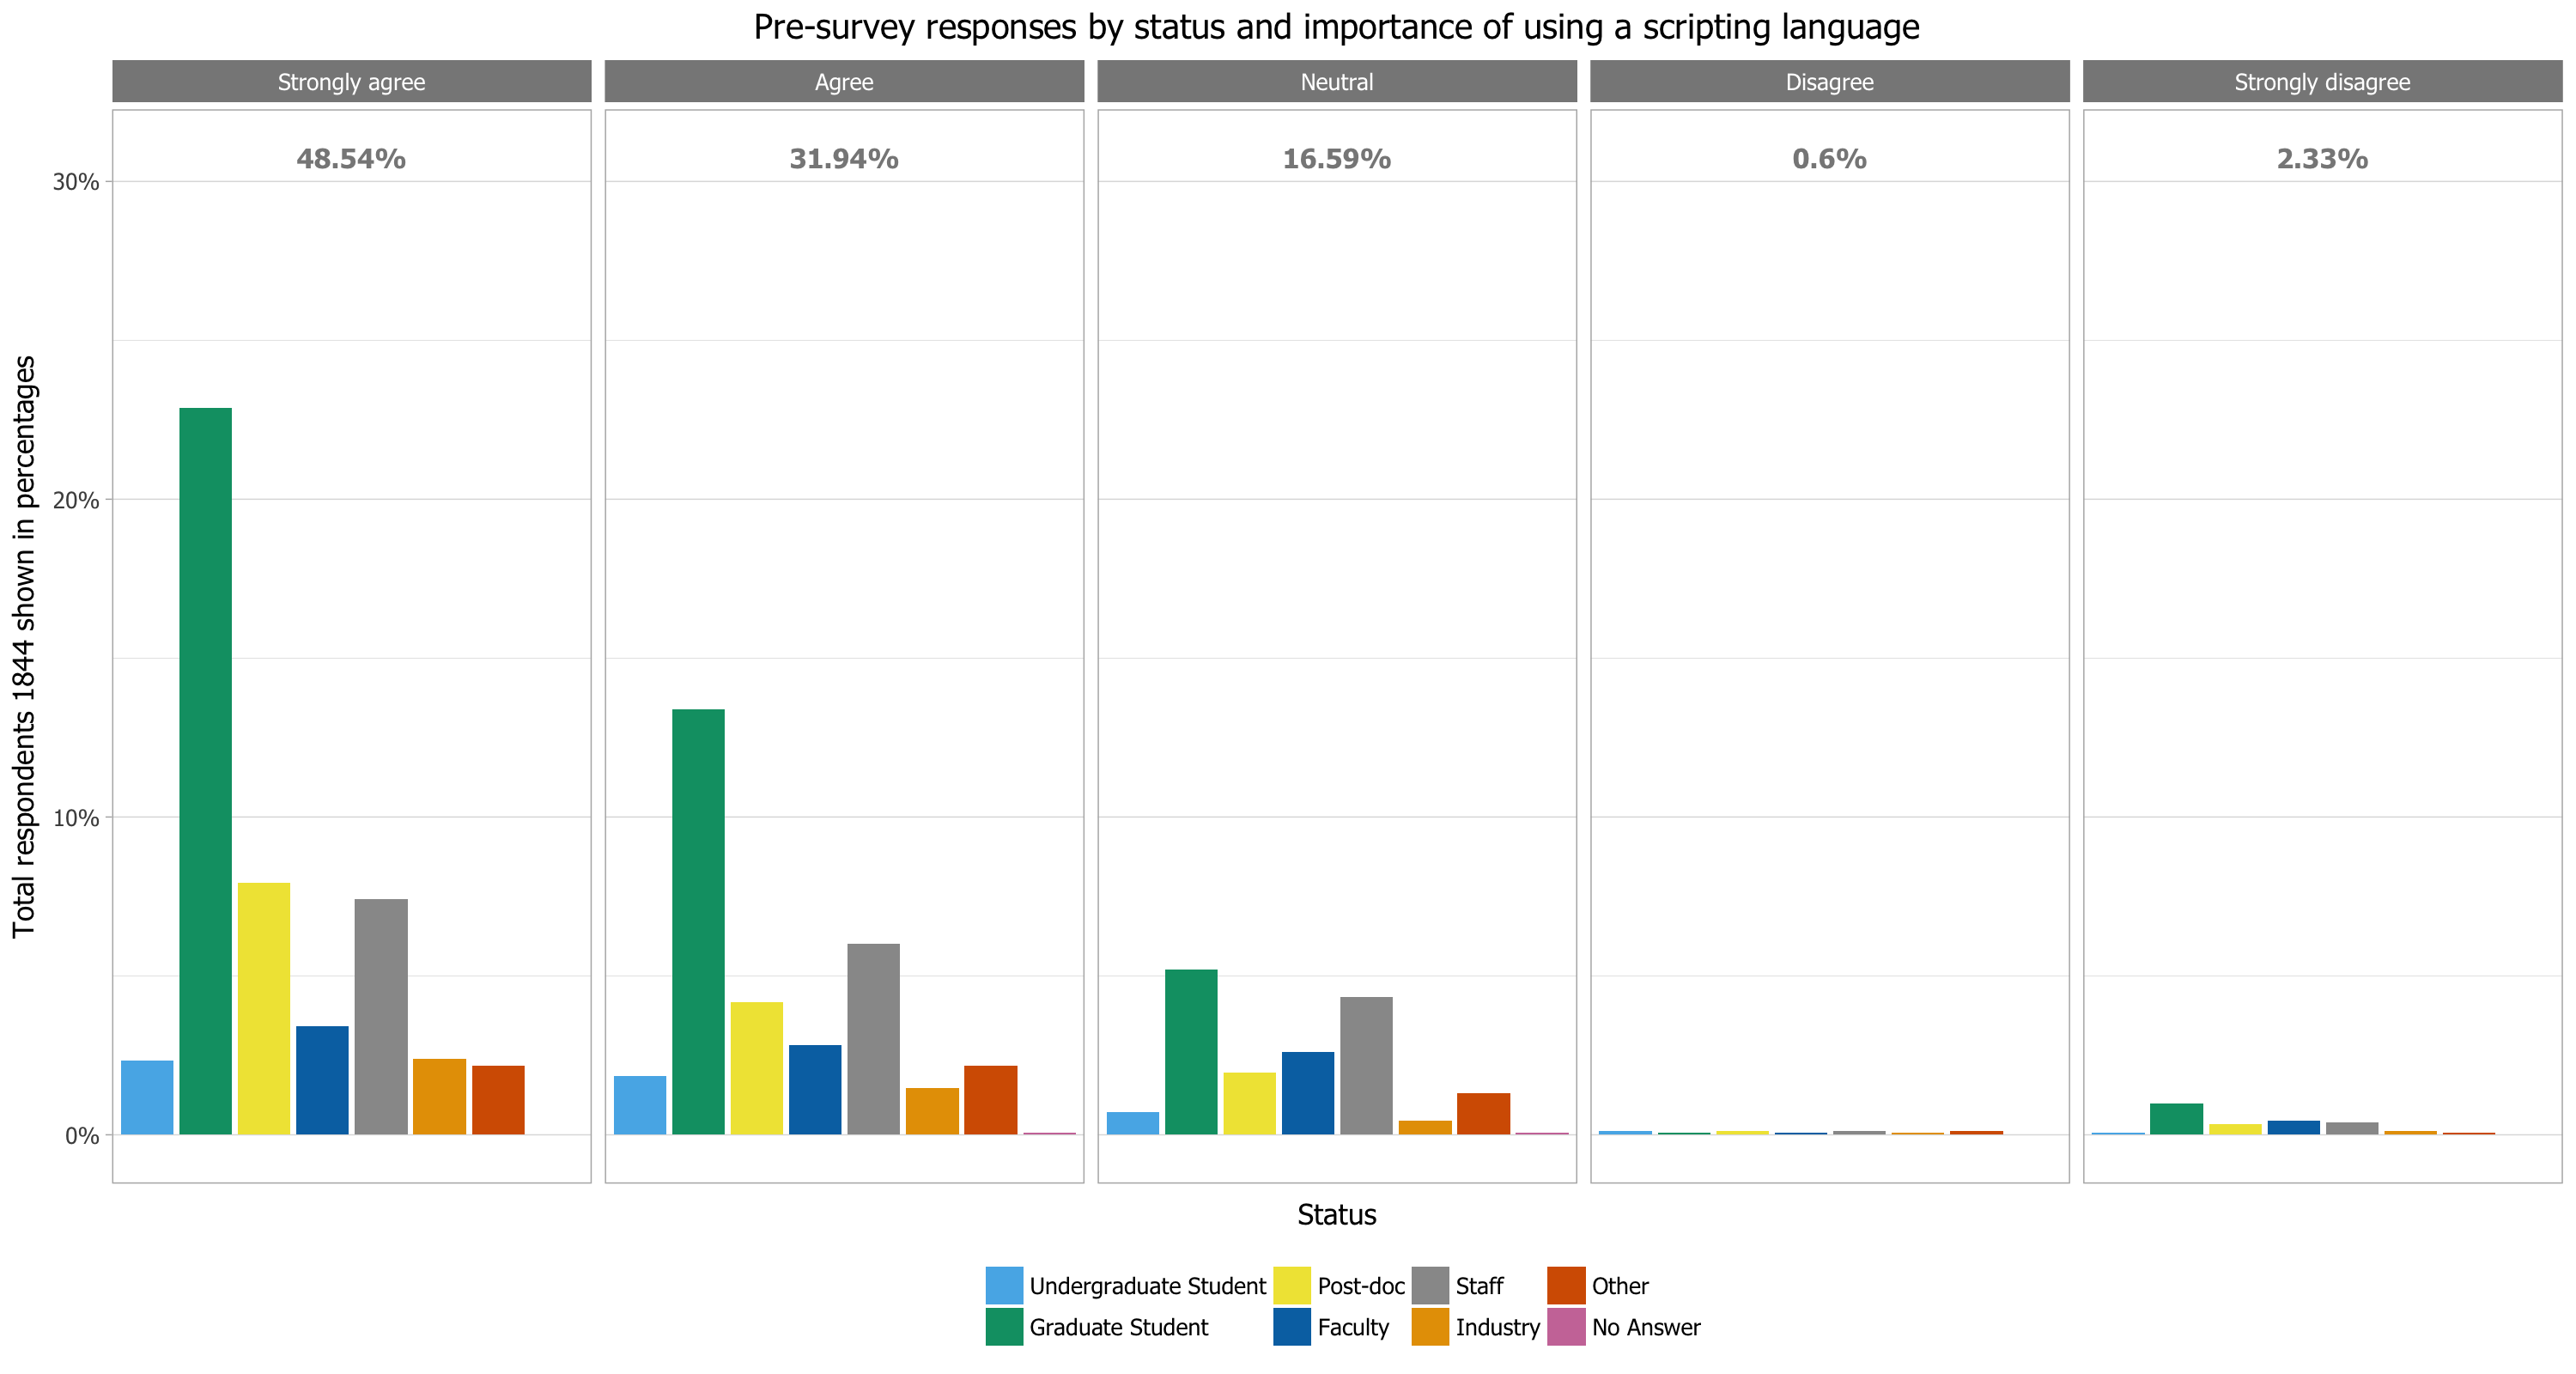 Pre-survey responses by status and importance of using a scripting language
Strongly agree
Agree
Neutral
Disagree
Strongly disagree
48.54%
31.94%
16.59%
0.6%
2.33%
30%
20%
10%
0%
Total respondents 1844 shown in percentages
Status
Undergraduate Student
Post-doc
Staff
Other
Graduate Student
Faculty
Industry
No Answer